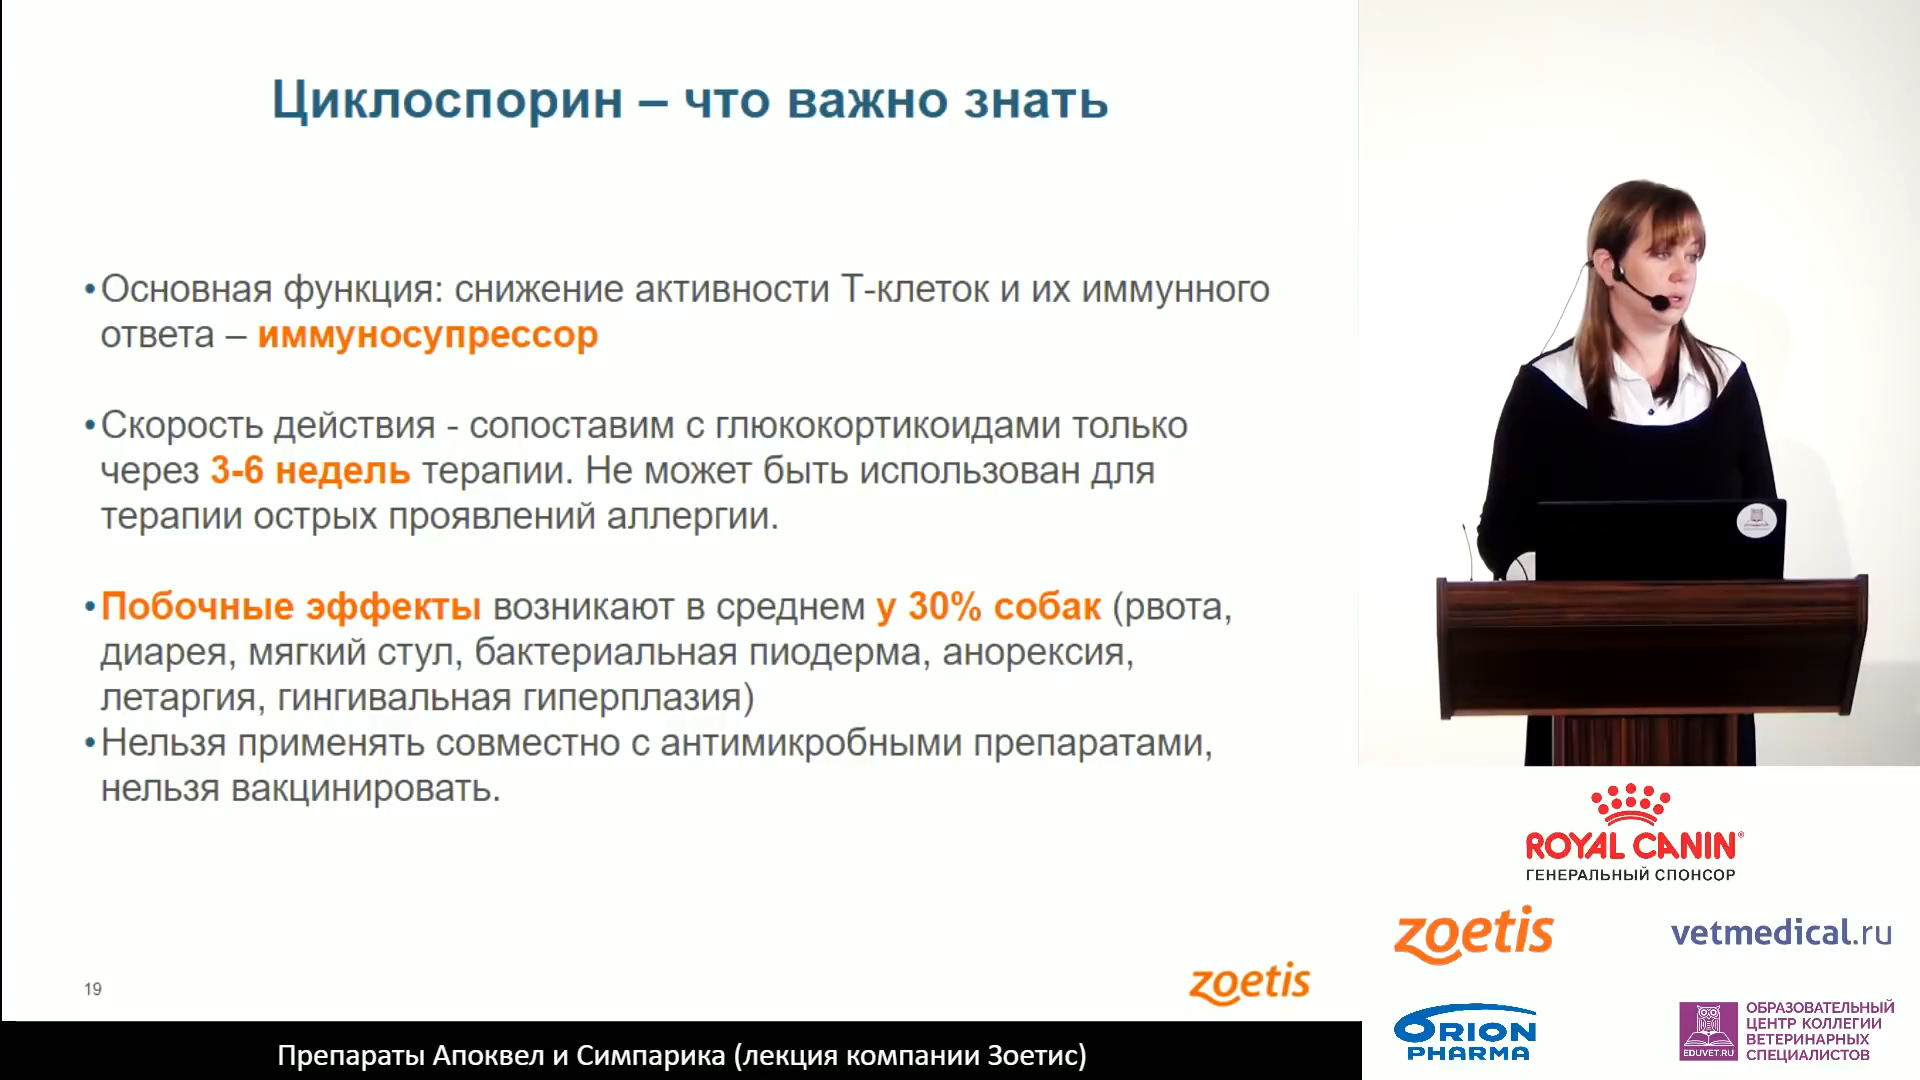 Циклоспорин – что важно знать
•Основная функция: снижение активности Т-клеток и их иммунного
ответа – иммуносупрессор
•Скорость действия - сопоставим с глюкокортикоидами только
через 3-6 недель терапии. Не может быть использован для
терапии острых проявлений аллергии.
•Побочные эффекты возникают в среднем у 30% собак (рвота,
диарея, мягкий стул, бактериальная пиодерма, анорексия,
летаргия, гингивальная гиперплазия)
•Нельзя применять совместно с антимикробными препаратами,
нельзя вакцинировать.
19
zoetis
Препараты Апоквел и Симпарика (лекция компании Зоетис)
ROYAL CANIN®
ГЕНЕРАЛЬНЫЙ СПОНСОР
zoetis
vetmedical.ru
ORION
PHARMA
EDUVET.RU
ОБРАЗОВАТЕЛЬНЫЙ
ЦЕНТР КОЛЛЕГИИ
ВЕТЕРИНАРНЫХ
СПЕЦИАЛИСТОВ